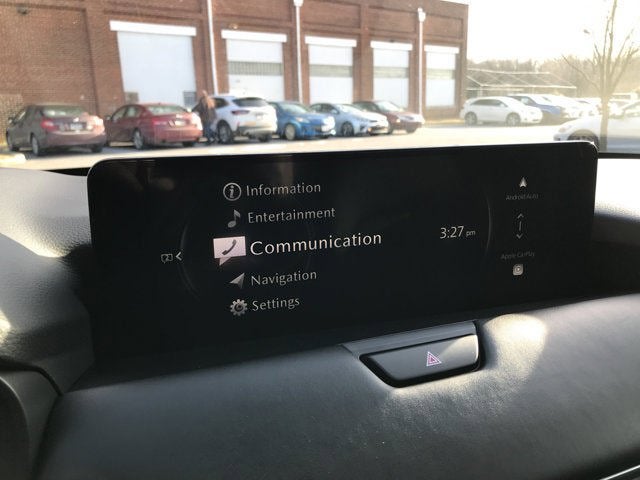 Information
Entertainment
Communication
Navigation
Settings
3:27 pm
Android Auto
Apple CarPlay